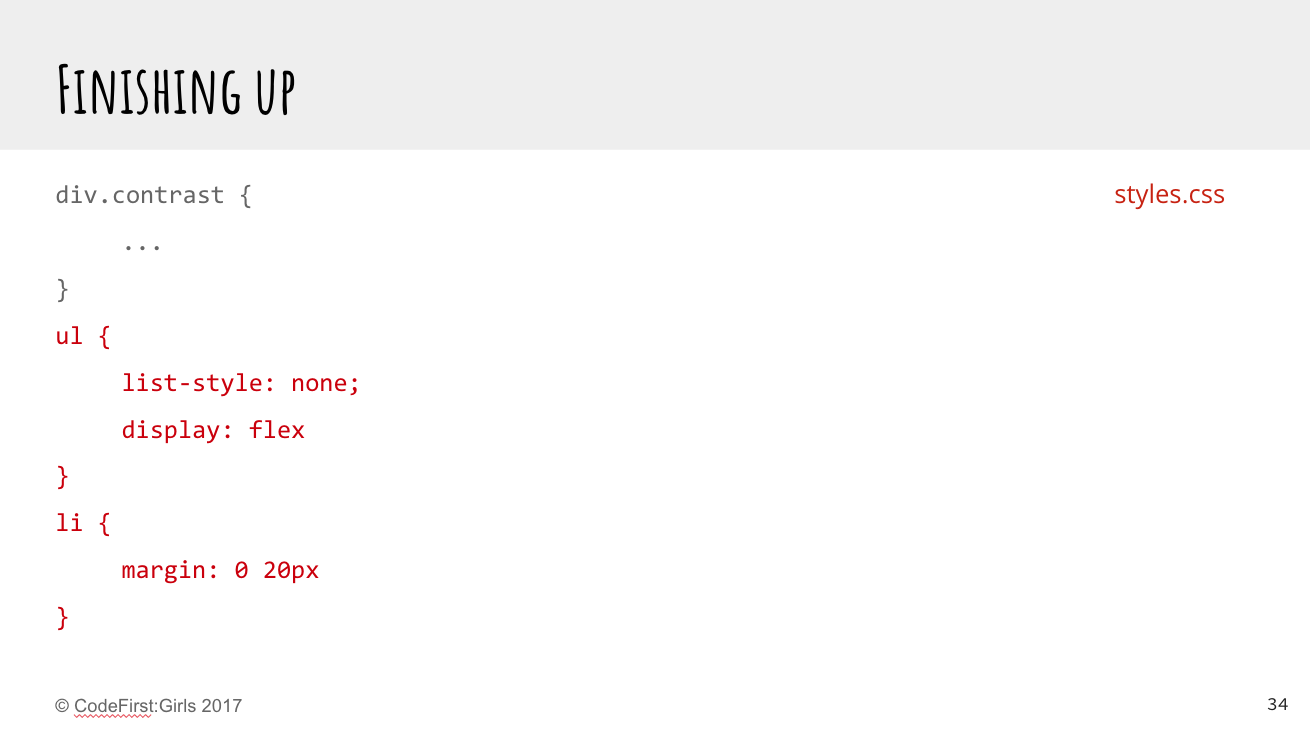 Finishing up
div.contrast {
styles.css
...
}
ul {
list-style: none;
display: flex
}
li {
margin: 0 20px
}
© CodeFirst:Girls 2017
34